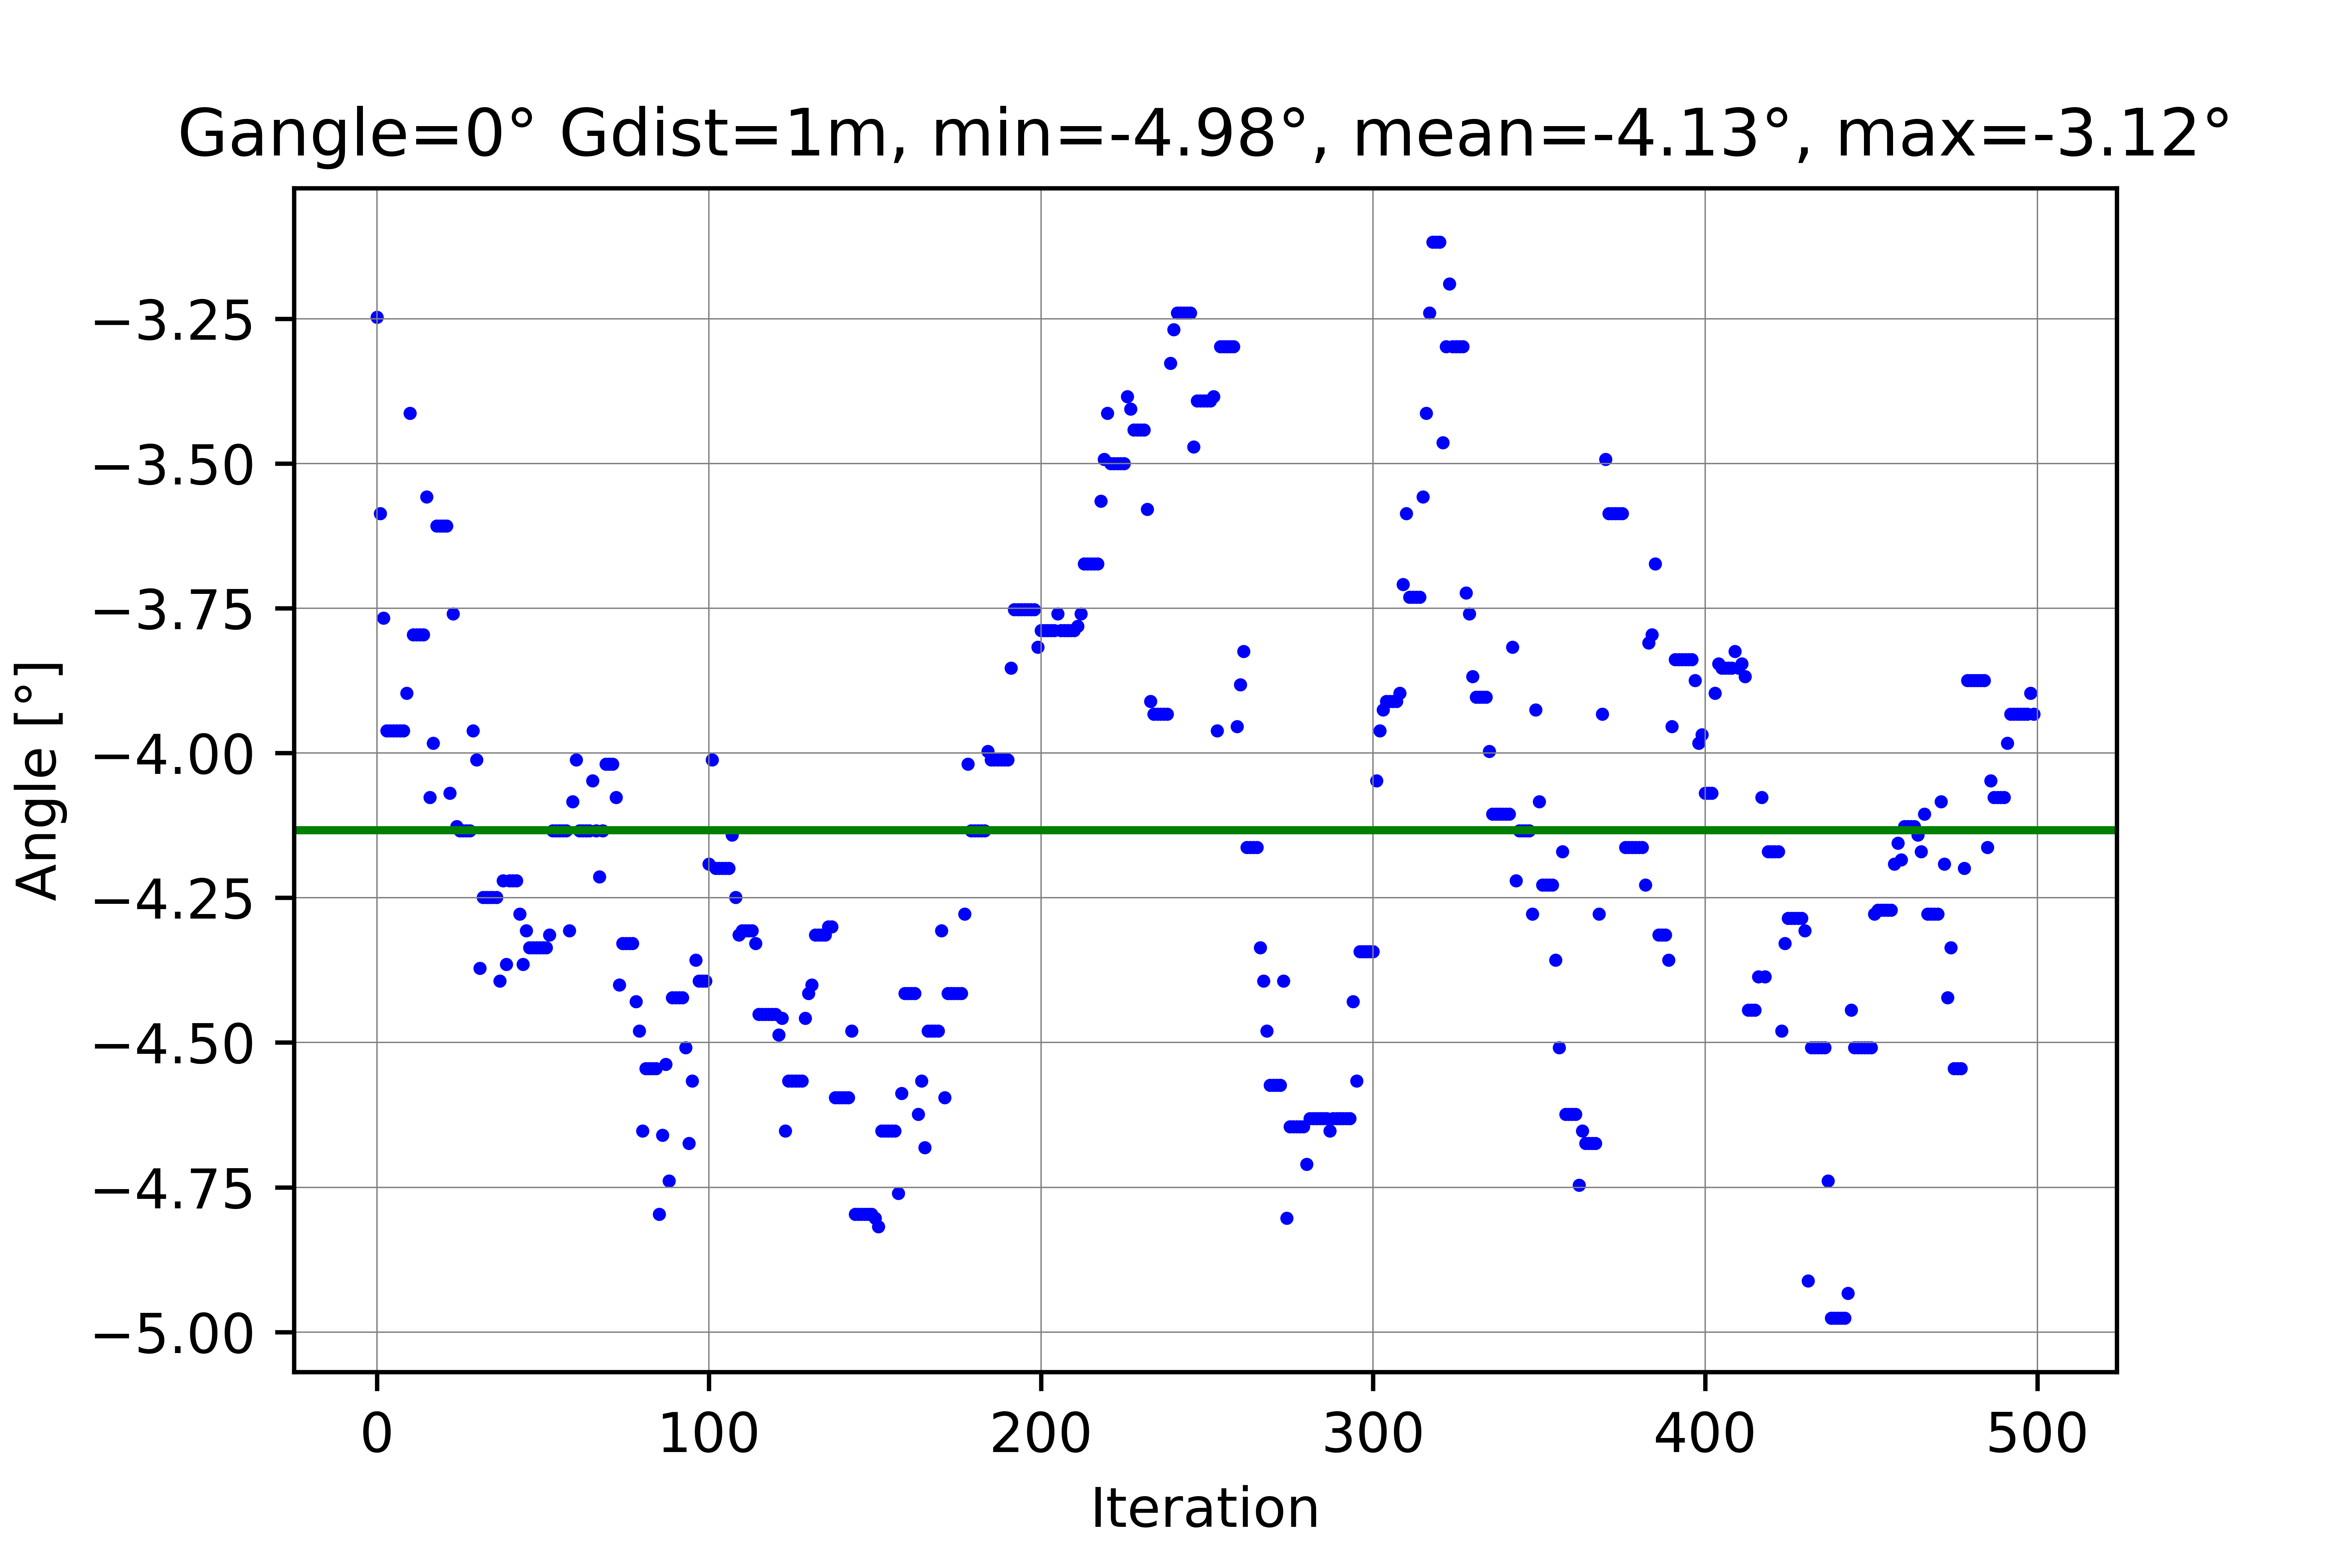 Gangle=0° Gdist=1m, min=-4.98°, mean=-4.13°, max=-3.12°
Angle [°]
−3.25
−3.50
−3.75
−4.00
−4.25
−4.50
−4.75
−5.00
0 100 200 300 400 500
Iteration